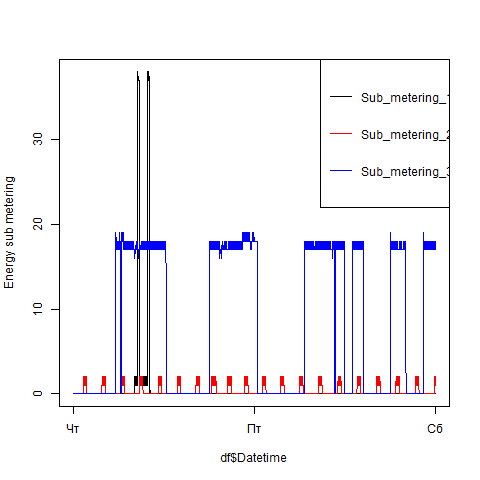 Energy sub metering
0
10
20
30
Sub_metering_1
Sub_metering_2
Sub_metering_3
Чт
Пт
Сб
df$Datetime